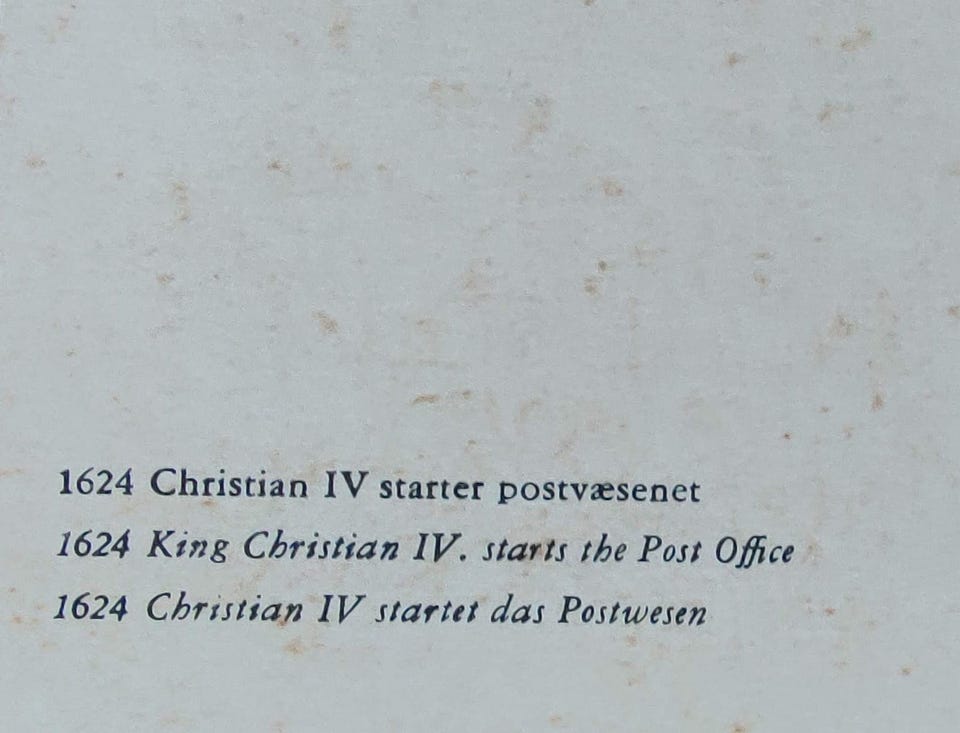 1624 Christian IV starter postvæsenet
1624 King Christian IV. starts the Post Office
1624 Christian IV startet das Postwesen